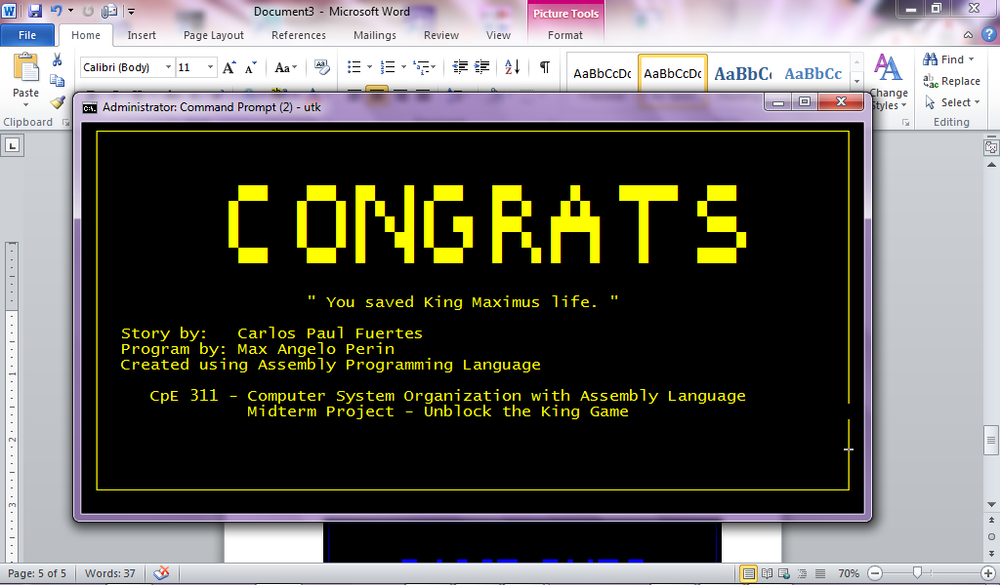 Document3 - Microsoft Word
Picture Tools
File Home Insert Page Layout References Mailings Review View Format
Calibri (Body) 11
AaBbCcDc AaBbCcDc AaBbCc AaBbCc
Paste
Change
Styles
Find
Replace
Select
Clipboard
Editing
Administrator: Command Prompt (2) - utk
CONGRATS
" You saved King Maximus life. "
Story by: Carlos Paul Fuertes
Program by: Max Angelo Perin
Created using Assembly Programming Language
CpE 311 - Computer System Organization with Assembly Language
Midterm Project - Unblock the King Game
Page: 5 of 5 Words: 37 70%